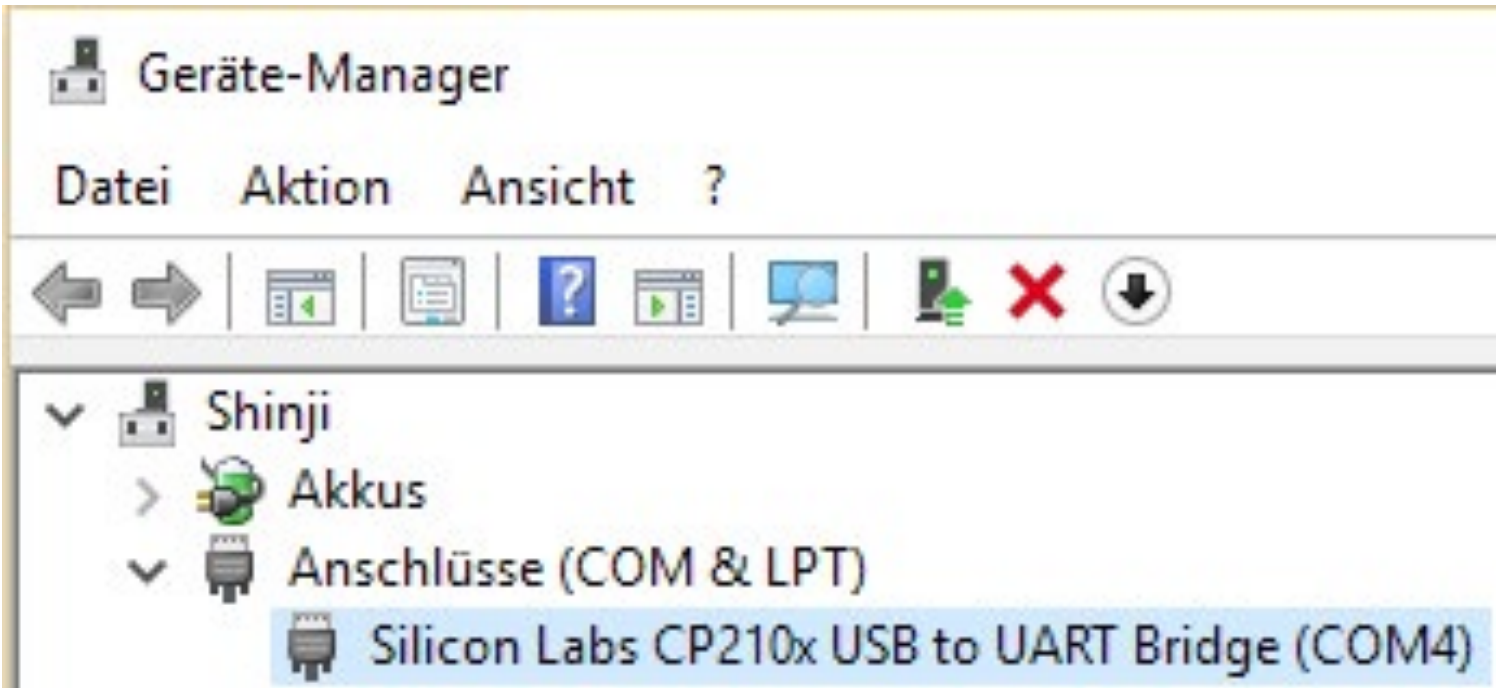 Geräte-Manager
Datei Aktion Ansicht ?
Shinji
Akkus
Anschlüsse (COM & LPT)
Silicon Labs CP210x USB to UART Bridge (COM4)